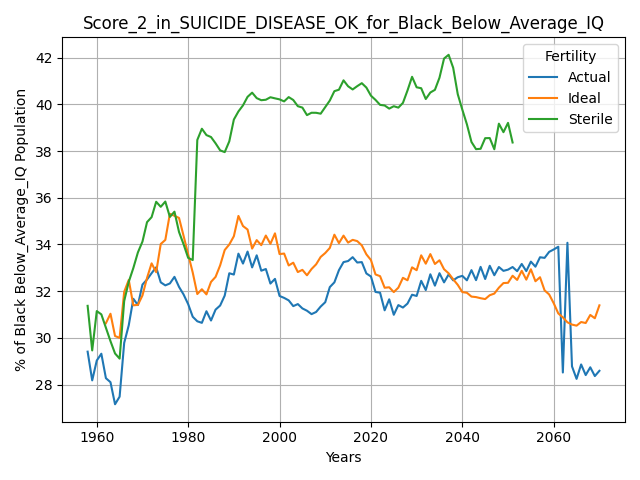 Score_2_in_SUICIDE_DISEASE_OK_for_Black_Below_Average_IQ
% of Black Below_Average_IQ Population
42
40
38
36
34
32
30
28
Fertility
Actual
Ideal
Sterile
1960 1980 2000 2020 2040 2060
Years